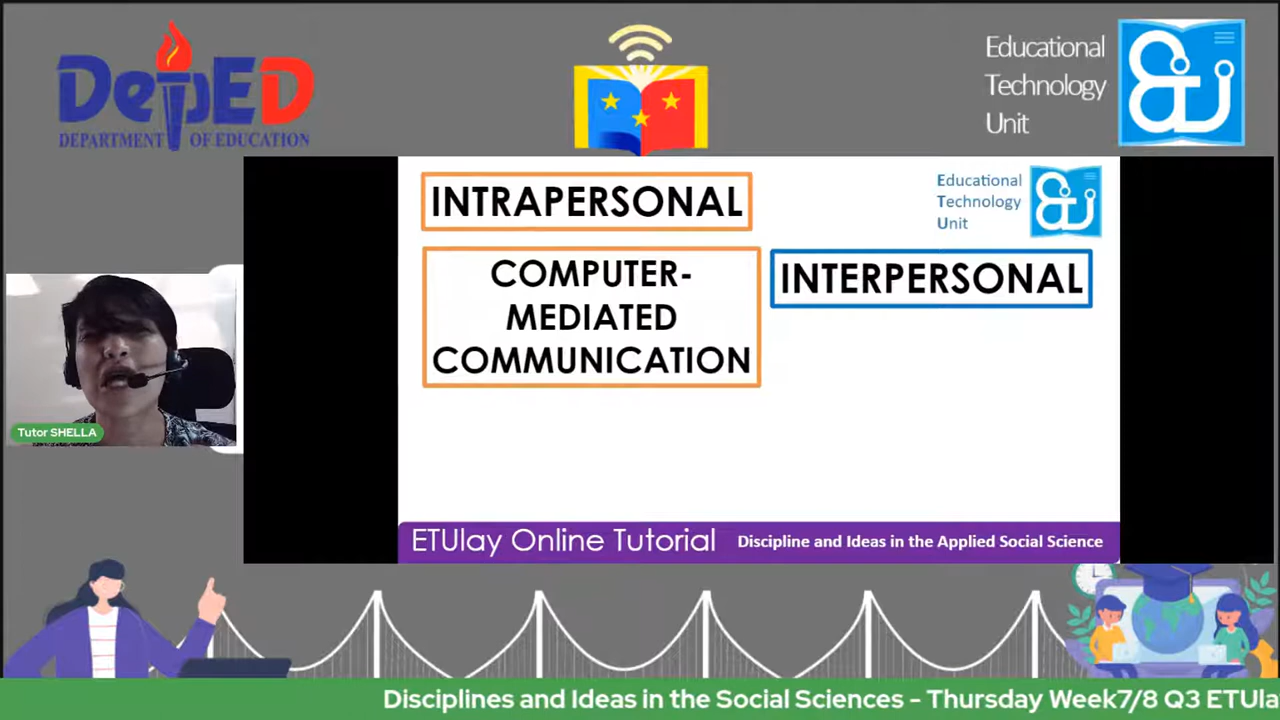 DepED
DEPARTMENT OF EDUCATION
Educational
Technology
Unit
INTRAPERSONAL
Educational
Technology
Unit
COMPUTER-
MEDIATED
COMMUNICATION
INTERPERSONAL
Tutor SHELLA
ETUlay Online Tutorial
Discipline and Ideas in the Applied Social Science
Disciplines and Ideas in the Social Sciences - Thursday Week7/8 Q3 ETUla